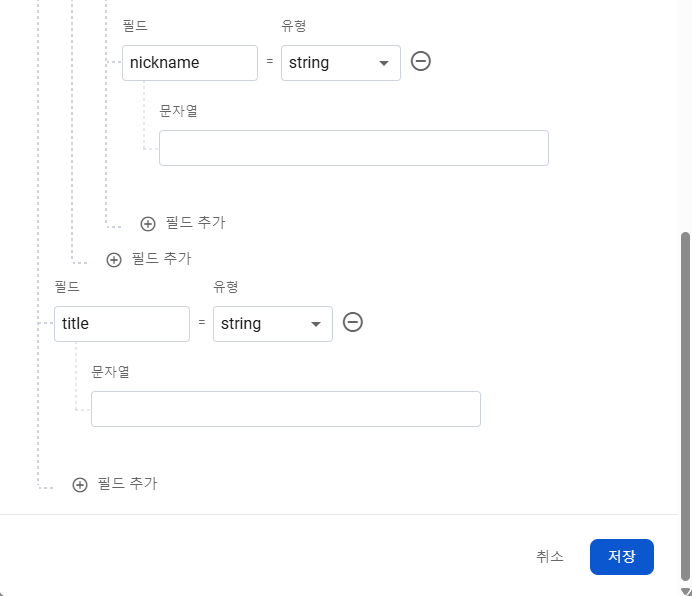 필드 유형
nickname = string
문자열
필드 추가
필드 추가
필드 유형
title = string
문자열
필드 추가
취소 저장